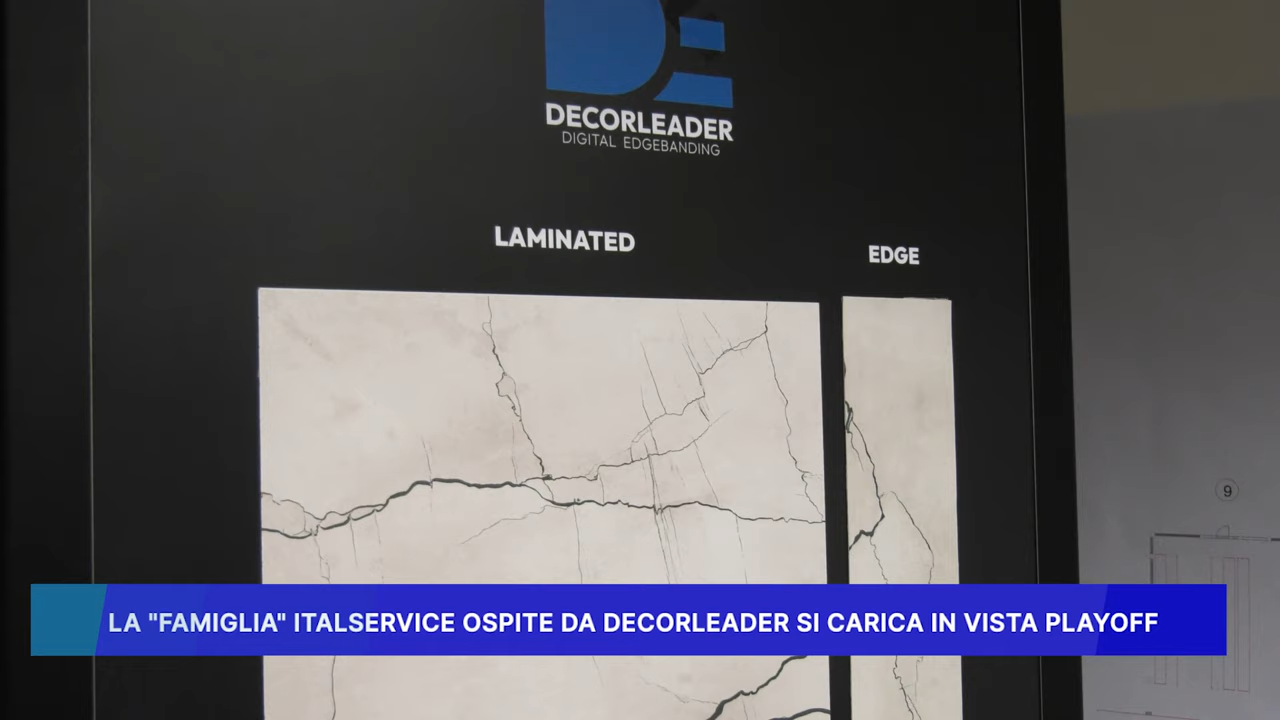 DECORLEADER
DIGITAL EDGEBANDING
LAMINATED
EDGE
9
LA "FAMIGLIA" ITALSERVICE OSPITE DA DECORLEADER SI CARICA IN VISTA PLAYOFF